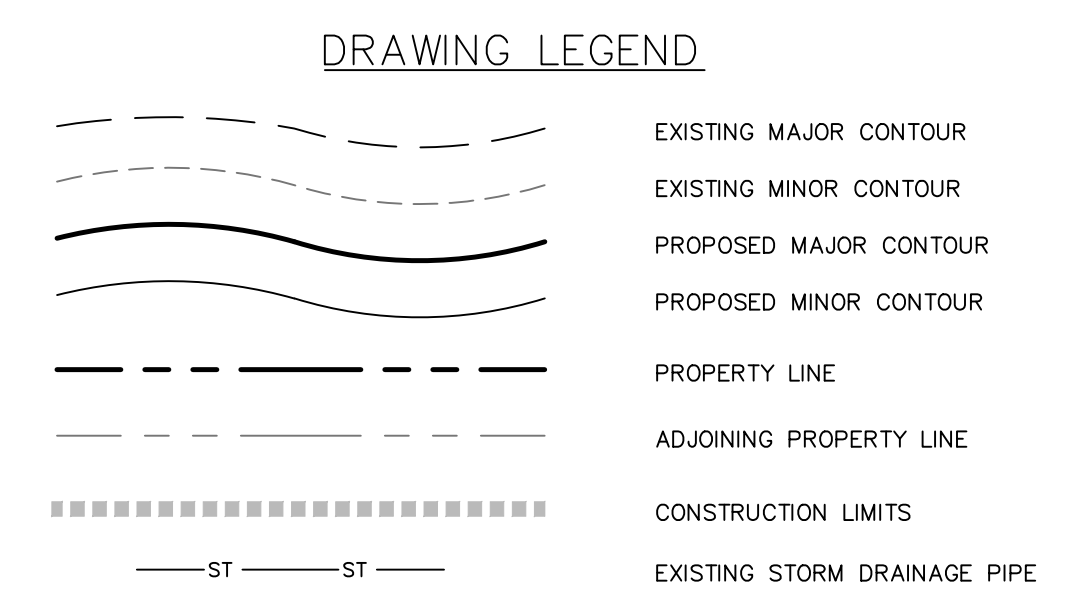 DRAWING LEGEND
EXISTING MAJOR CONTOUR
EXISTING MINOR CONTOUR
PROPOSED MAJOR CONTOUR
PROPOSED MINOR CONTOUR
PROPERTY LINE
ADJOINING PROPERTY LINE
CONSTRUCTION LIMITS
ST ST EXISTING STORM DRAINAGE PIPE